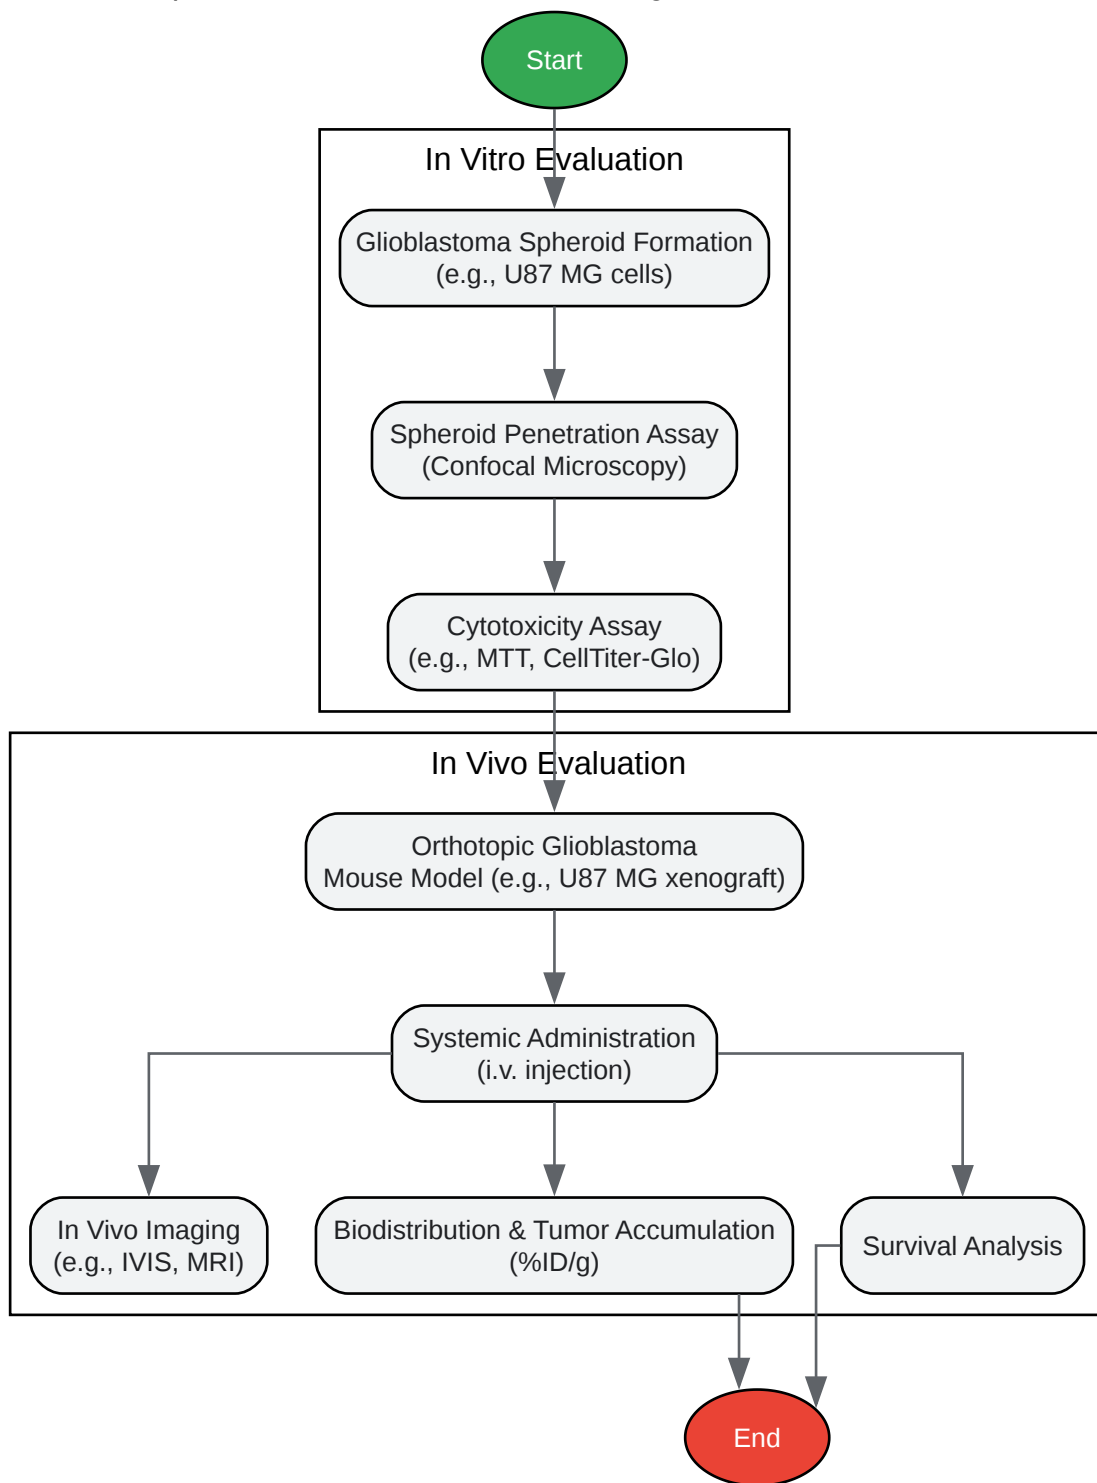 Start
In Vitro Evaluation
Glioblastoma Spheroid Formation
(e.g., U87 MG cells)
Spheroid Penetration Assay
(Confocal Microscopy)
Cytotoxicity Assay
(e.g., MTT, CellTiter-Glo)
In Vivo Evaluation
Orthotopic Glioblastoma
Mouse Model (e.g., U87 MG xenograft)
Systemic Administration
(i.v. injection)
In Vivo Imaging
(e.g., IVIS, MRI)
Biodistribution & Tumor Accumulation
(%ID/g)
Survival Analysis
End